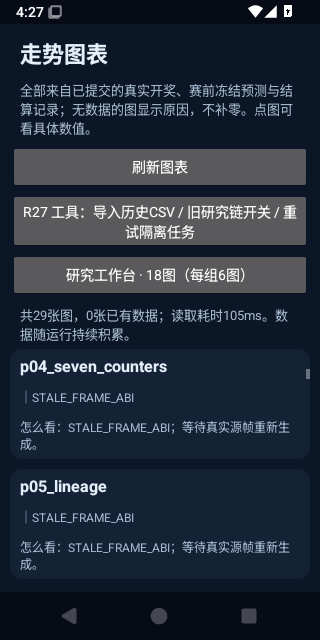 4:27
走势图表
全部来自已提交的真实开奖、赛前冻结预测与结
算记录；无数据的图显示原因，不补零。点图可
看具体数值。
刷新图表
R27 工具：导入历史CSV / 旧研究链开关 / 重
试隔离任务
研究工作台 · 18图（每组6图）
共29张图，0张已有数据；读取耗时105ms。数
据随运行持续积累。
p04_seven_counters
｜STALE_FRAME_ABI
怎么看：STALE_FRAME_ABI；等待真实源帧重新生
成。
p05_lineage
｜STALE_FRAME_ABI
怎么看：STALE_FRAME_ABI；等待真实源帧重新生
成。